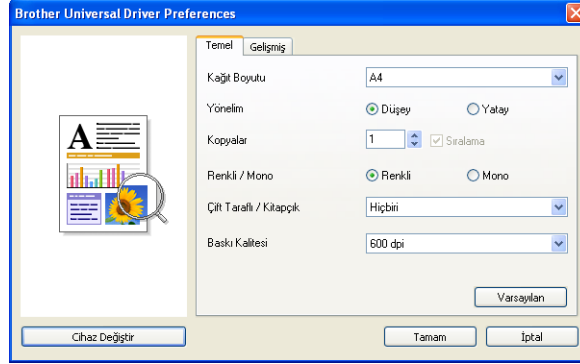 Brother Universal Driver Preferences
Temel Gelişmiş
Kağıt Boyutu A4
Yönelim Düşey Yatay
Kopyalar 1 Sıralama
Renkli / Mono Renkli Mono
Çift Taraflı / Kitapçık Hiçbiri
Baskı Kalitesi 600 dpi
A
Varsayılan
Cihaz Değiştir Tamam İptal